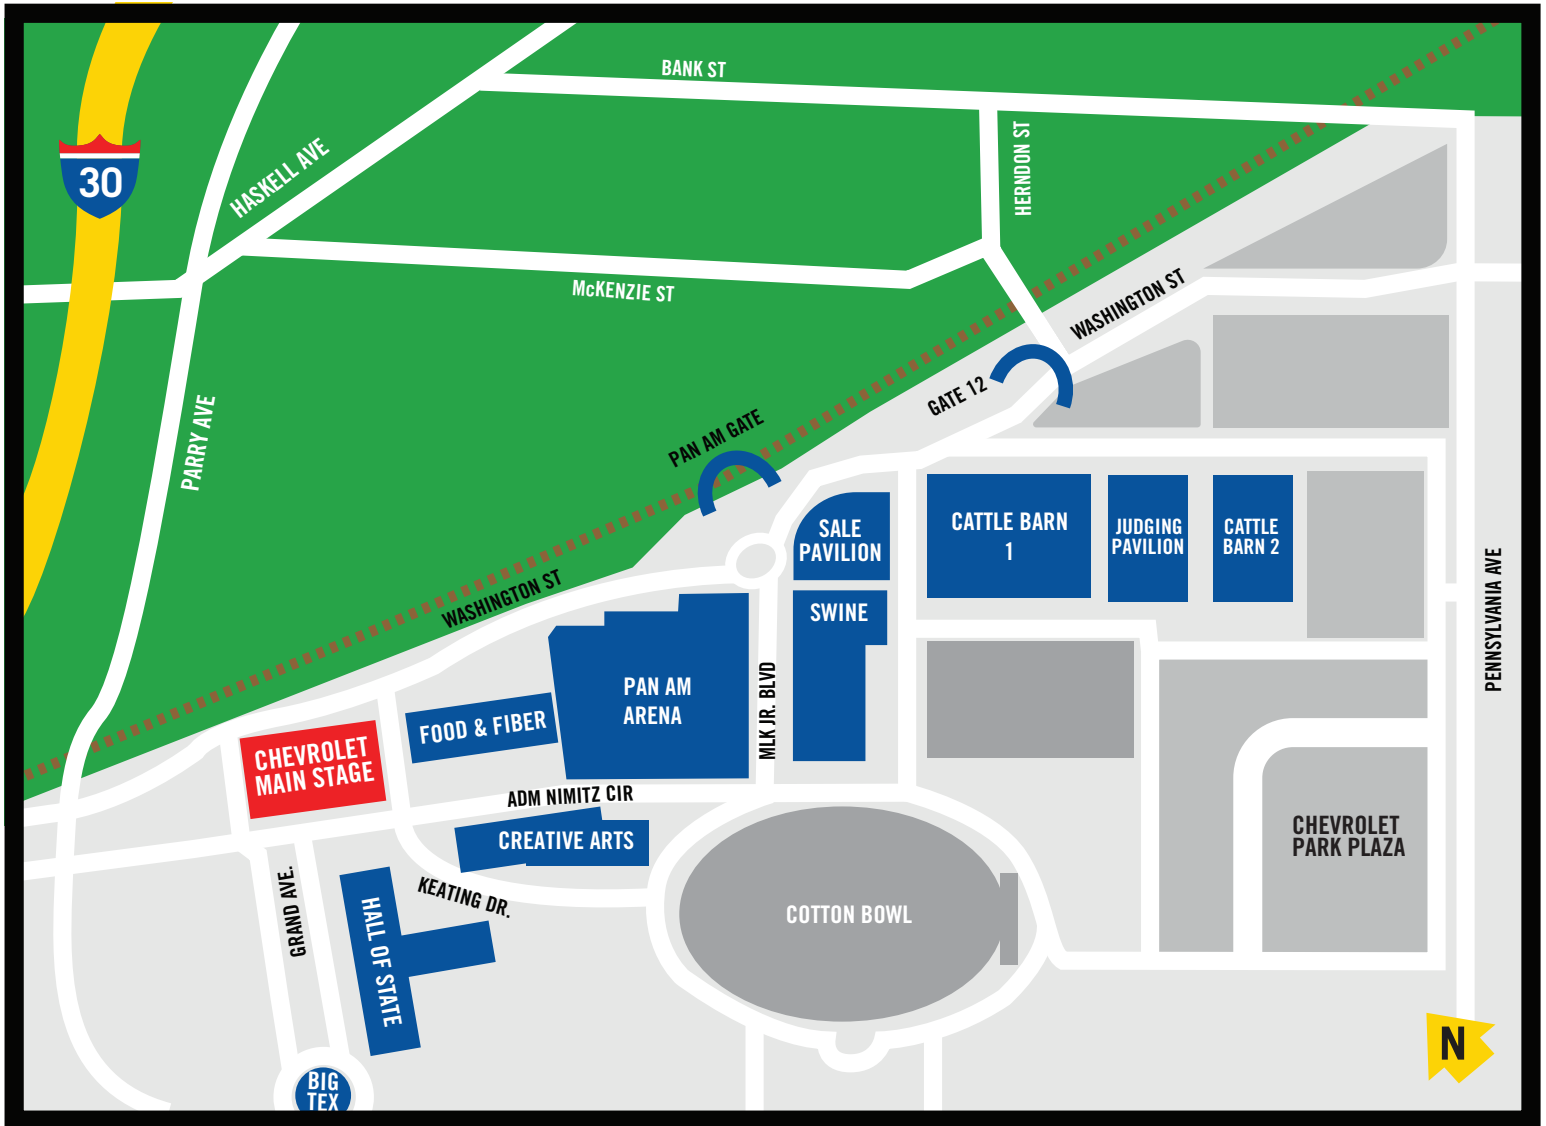 BANK ST
HERNDON ST
HASKELL AVE
30
McKENZIE ST
WASHINGTON ST
GATE 12
PARRY AVE
PAN AM GATE
WASHINGTON ST
SALE
PAVILION
CATTLE BARN
1
JUDGING
PAVILION
CATTLE
BARN 2
SWINE
PENNSYLVANIA AVE
PAN AM
ARENA
MLK JR. BLVD
FOOD & FIBER
CHEVROLET
MAIN STAGE
ADM NIMITZ CIR
CREATIVE ARTS
CHEVROLET
PARK PLAZA
KEATING DR.
GRAND AVE.
HALL OF STATE
COTTON BOWL
N
BIG
TEX